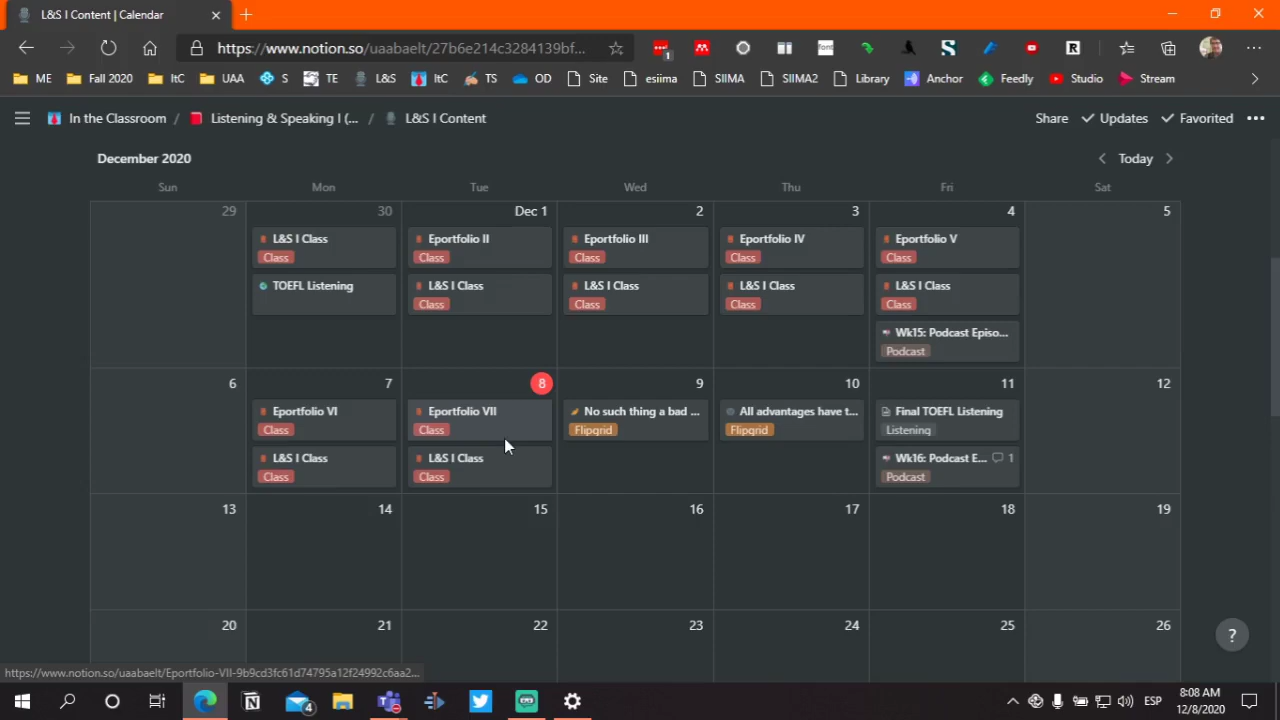 L&S I Content | Calendar
https://www.notion.so/uaabaelt/27b6e214c3284139bf...
1
ME Fall 2020 ItC UAA S TE L&S ItC TS OD Site esiima SIIMA SIIMA2 Library Anchor Feedly Studio Stream
In the Classroom / Listening & Speaking I (... / L&S I Content Share Updates Favorited
December 2020 Today
Sun Mon Tue Wed Thu Fri Sat
29 30 Dec 1 2 3 4 5
L&S I Class Eportfolio II Eportfolio III Eportfolio IV Eportfolio V
Class Class Class Class Class
TOEFL Listening L&S I Class L&S I Class L&S I Class L&S I Class
Class Class Class Class
Wk15: Podcast Episo...
Podcast
6 7 8 9 10 11 12
Eportfolio VI Eportfolio VII No such thing a bad ... All advantages have t... Final TOEFL Listening
Class Class Flipgrid Flipgrid Listening
L&S I Class L&S I Class Wk16: Podcast E... 1
Class Class Podcast
13 14 15 16 17 18 19
20 21 22 23 24 25 26
?
https://www.notion.so/uaabaelt/Eportfolio-VII-9b9cd3fc61d74795a12f24992c6aa2...
4
ESP
8:08 AM
12/8/2020